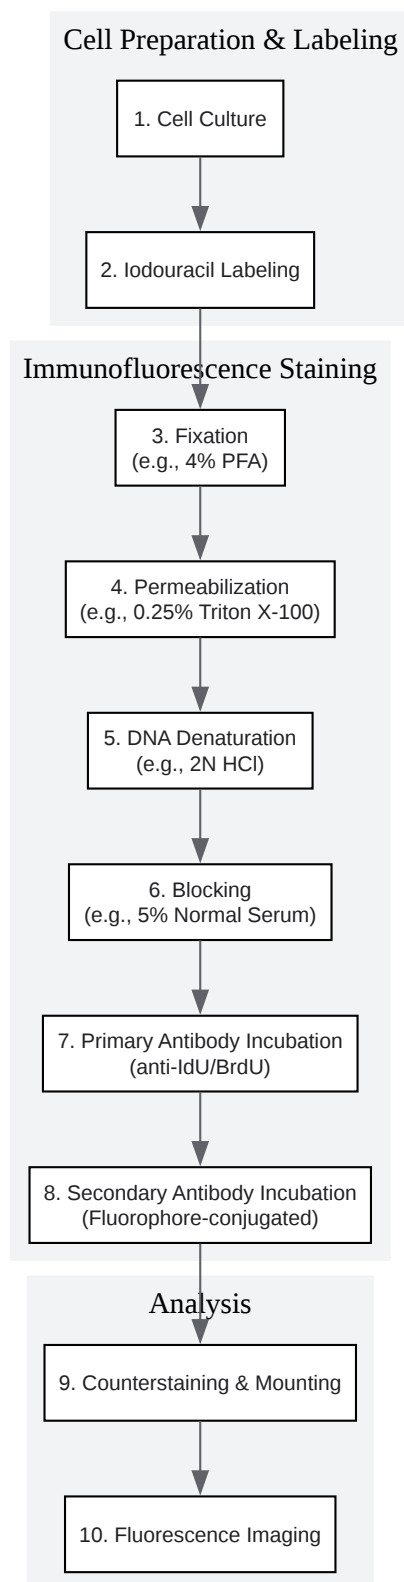 Cell Preparation & Labeling
1. Cell Culture
2. Iodouracil Labeling
Immunofluorescence Staining
3. Fixation
(e.g., 4% PFA)
4. Permeabilization
(e.g., 0.25% Triton X-100)
5. DNA Denaturation
(e.g., 2N HCl)
6. Blocking
(e.g., 5% Normal Serum)
7. Primary Antibody Incubation
(anti-IdU/BrdU)
8. Secondary Antibody Incubation
(Fluorophore-conjugated)
Analysis
9. Counterstaining & Mounting
10. Fluorescence Imaging